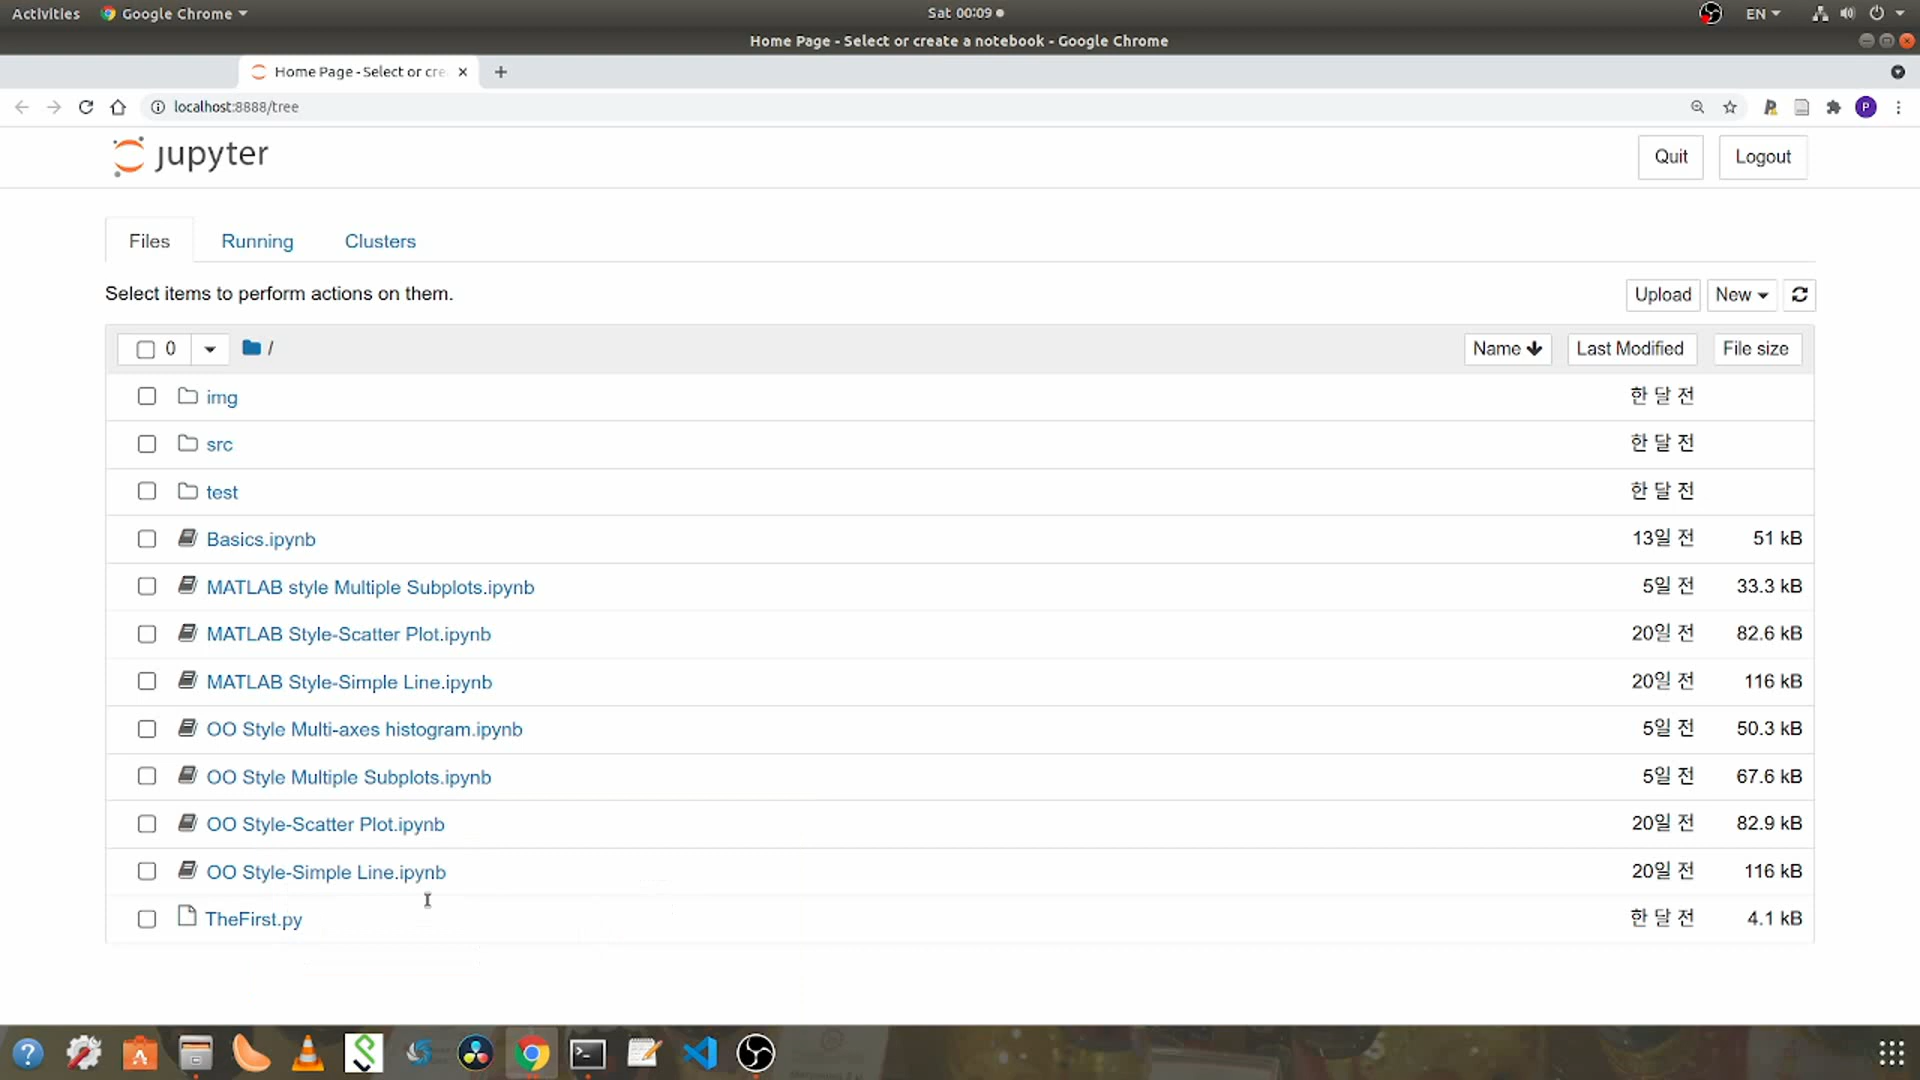 Activities Google Chrome Sat 00:09 EN
Home Page - Select or create a notebook - Google Chrome
Home Page - Select or cre
localhost:8888/tree P
jupyter Quit Logout
Files Running Clusters
Select items to perform actions on them. Upload New
0 / Name Last Modified File size
img 한 달 전
src 한 달 전
test 한 달 전
Basics.ipynb 13일 전 51 kB
MATLAB style Multiple Subplots.ipynb 5일 전 33.3 kB
MATLAB Style-Scatter Plot.ipynb 20일 전 82.6 kB
MATLAB Style-Simple Line.ipynb 20일 전 116 kB
OO Style Multi-axes histogram.ipynb 5일 전 50.3 kB
OO Style Multiple Subplots.ipynb 5일 전 67.6 kB
OO Style-Scatter Plot.ipynb 20일 전 82.9 kB
OO Style-Simple Line.ipynb 20일 전 116 kB
TheFirst.py 한 달 전 4.1 kB